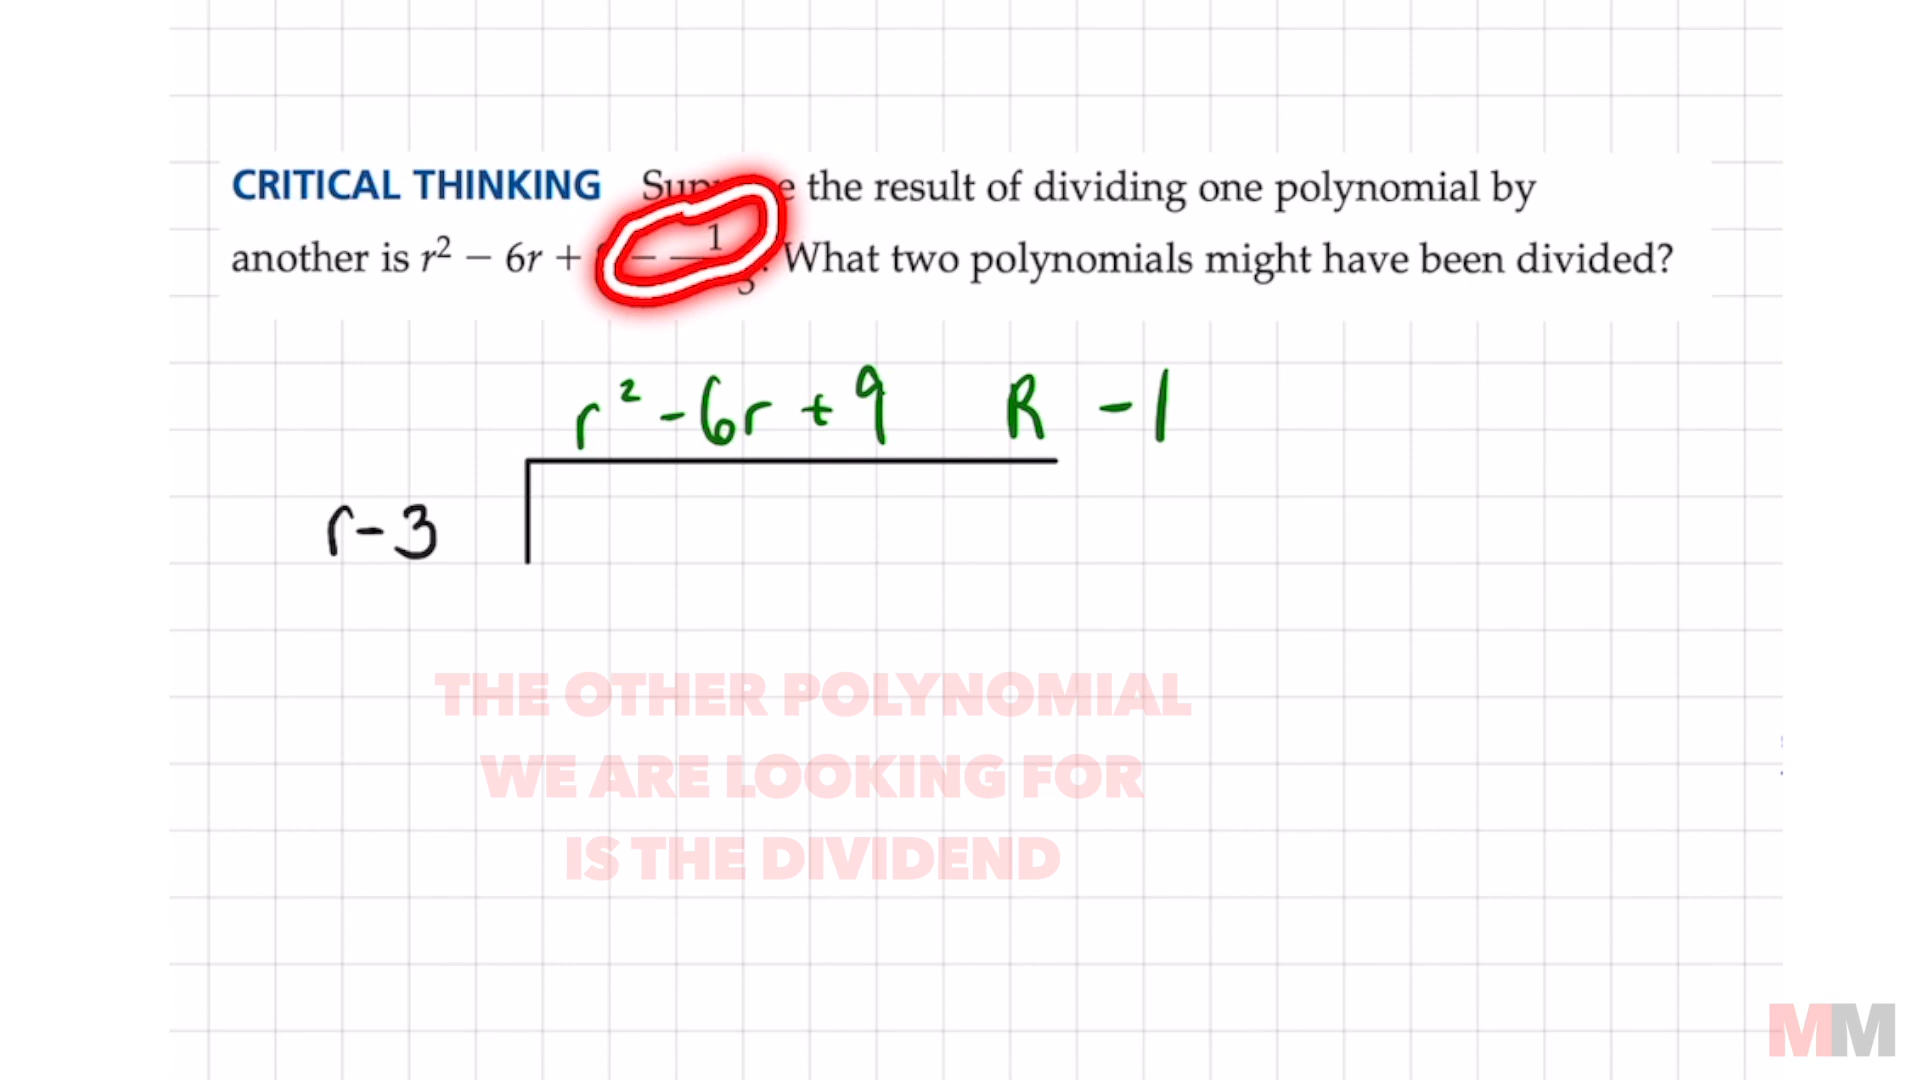 CRITICAL THINKING the result of dividing one polynomial by
another is r² − 6r + − 1 What two polynomials might have been divided?
3
r² - 6r + 9 R - 1
r - 3
THE OTHER POLYNOMIAL
WE ARE LOOKING FOR
IS THE DIVIDEND
MM